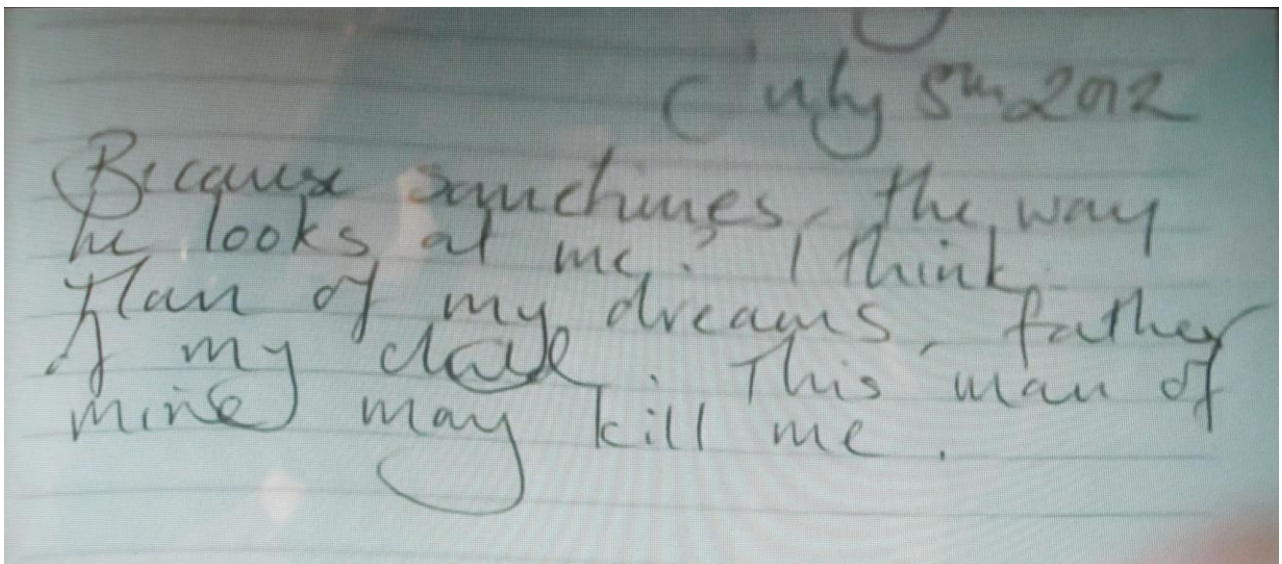 July 5th 2012
Because sometimes, the way
he looks at me? I think.
Man of my dreams, father
of my child. This man of
mine may kill me.